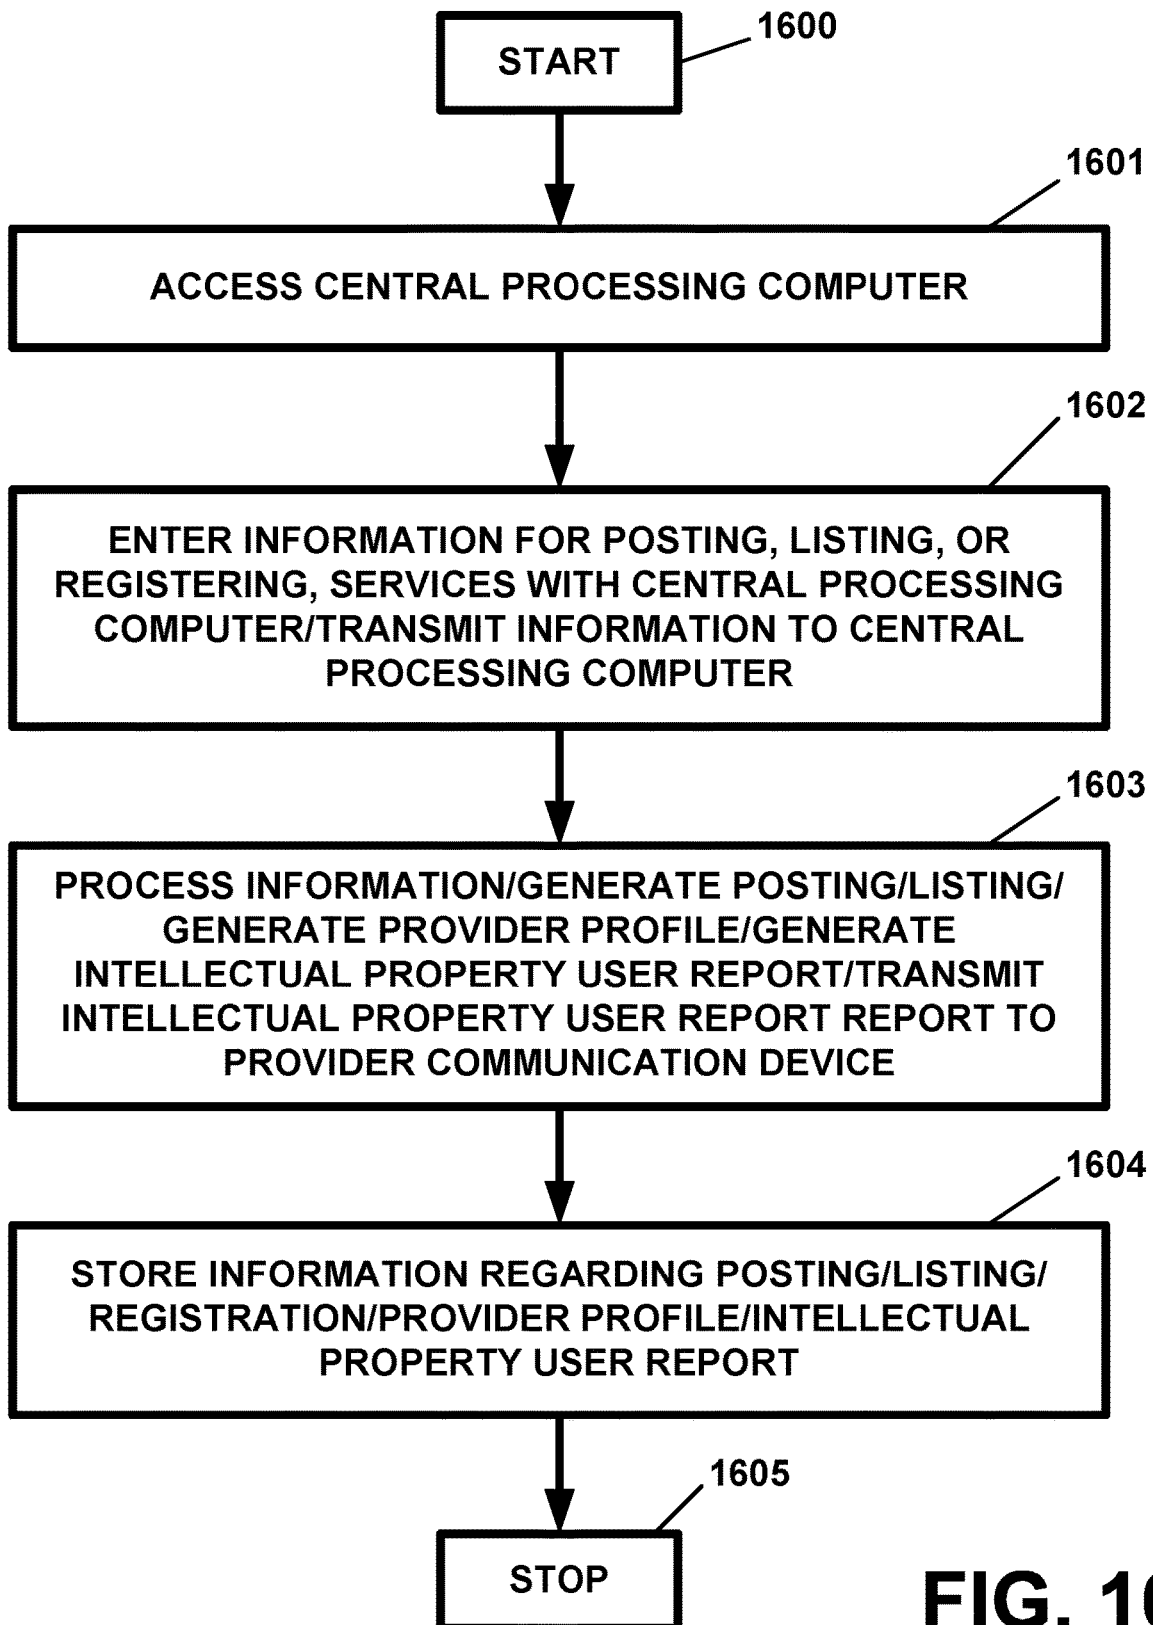 1600
START
1601
ACCESS CENTRAL PROCESSING COMPUTER
1602
ENTER INFORMATION FOR POSTING, LISTING, OR
REGISTERING, SERVICES WITH CENTRAL PROCESSING
COMPUTER/TRANSMIT INFORMATION TO CENTRAL
PROCESSING COMPUTER
1603
PROCESS INFORMATION/GENERATE POSTING/LISTING/
GENERATE PROVIDER PROFILE/GENERATE
INTELLECTUAL PROPERTY USER REPORT/TRANSMIT
INTELLECTUAL PROPERTY USER REPORT REPORT TO
PROVIDER COMMUNICATION DEVICE
1604
STORE INFORMATION REGARDING POSTING/LISTING/
REGISTRATION/PROVIDER PROFILE/INTELLECTUAL
PROPERTY USER REPORT
1605
STOP
FIG. 16